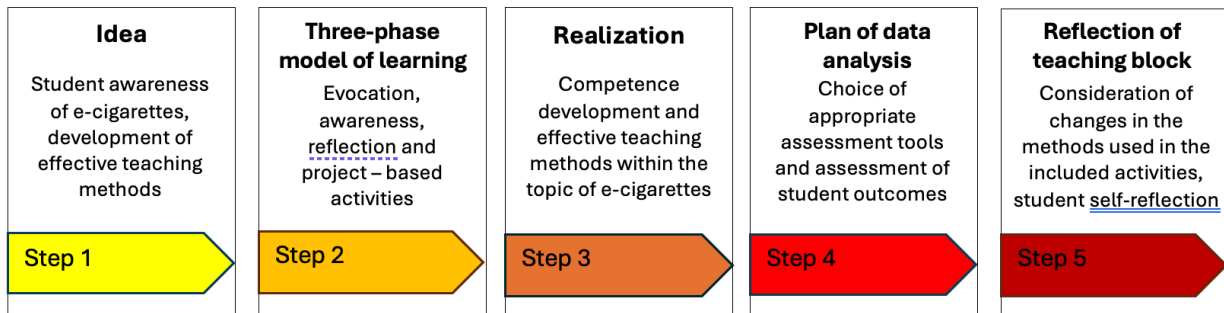 Idea
Student awareness
of e-cigarettes,
development of
effective teaching
methods
Step 1
Three-phase
model of learning
Evocation,
awareness,
reflection and
project – based
activities
Step 2
Realization
Competence
development and
effective teaching
methods within the
topic of e-cigarettes
Step 3
Plan of data
analysis
Choice of
appropriate
assessment tools
and assessment of
student outcomes
Step 4
Reflection of
teaching block
Consideration of
changes in the
methods used in the
included activities,
student self-reflection
Step 5